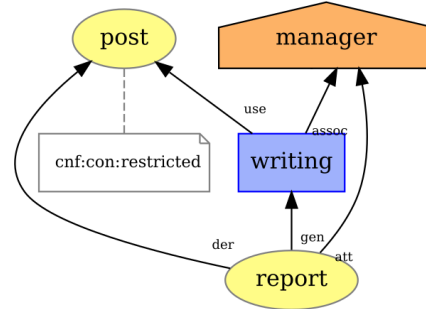 post
manager
use
assoc
cnf:con:restricted
writing
der
gen
att
report